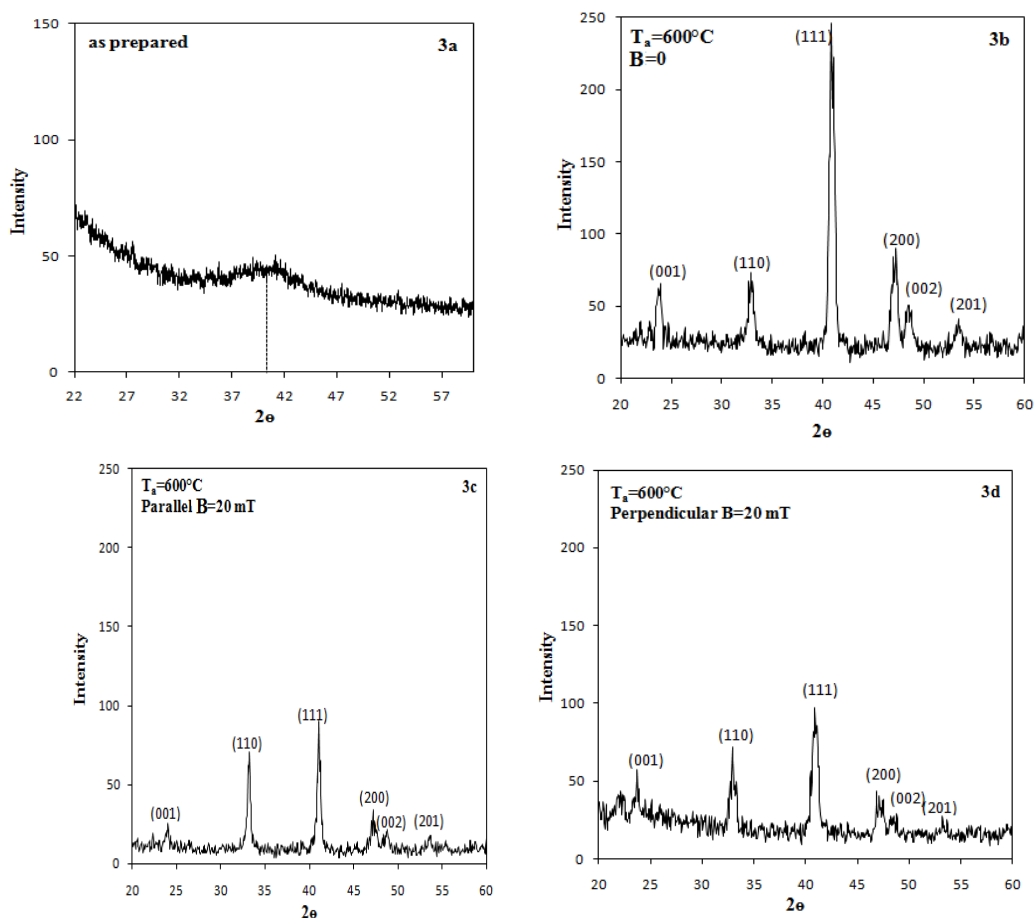 as prepared
3a
150
100
50
0
Intensity
22 27 32 37 42 47 52 57
2ө
Tₐ=600°C
B=0
3b
(111)
(001)
(110)
(200)
(002)
(201)
250
200
150
100
50
0
Intensity
20 25 30 35 40 45 50 55 60
2ө
Tₐ=600°C
Parallel B=20 mT
3c
(111)
(110)
(001)
(200)
(002)
(201)
250
200
150
100
50
0
Intensity
20 25 30 35 40 45 50 55 60
2ө
Tₐ=600°C
Perpendicular B=20 mT
3d
(111)
(110)
(001)
(200)
(002)
(201)
250
200
150
100
50
0
Intensity
20 25 30 35 40 45 50 55 60
2ө